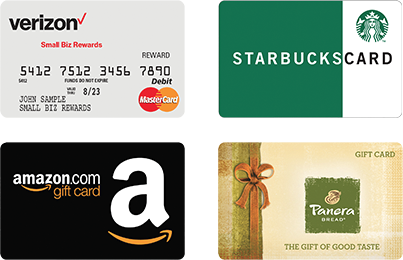 verizon
Small Biz Rewards
REWARD
5412 7512 3456 7890
5412 FUNDS DO NOT EXPIRE Debit
VALID THRU 8/23
JOHN SAMPLE
SMALL BIZ REWARDS
MasterCard
STARBUCKS CARD
amazon.com
gift card
a
GIFT CARD
Panera
BREAD®
THE GIFT OF GOOD TASTE